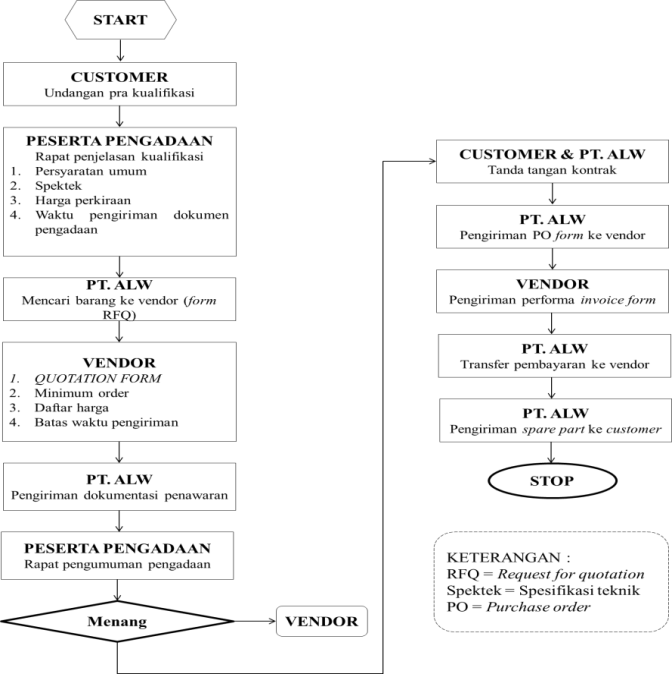 START
CUSTOMER
Undangan pra kualifikasi
PESERTA PENGADAAN
Rapat penjelasan kualifikasi
1. Persyaratan umum
2. Spektek
3. Harga perkiraan
4. Waktu pengiriman dokumen
pengadaan
PT. ALW
Mencari barang ke vendor (form
RFQ)
VENDOR
1. QUOTATION FORM
2. Minimum order
3. Daftar harga
4. Batas waktu pengiriman
PT. ALW
Pengiriman dokumentasi penawaran
PESERTA PENGADAAN
Rapat pengumuman pengadaan
Menang
VENDOR
CUSTOMER & PT. ALW
Tanda tangan kontrak
PT. ALW
Pengiriman PO form ke vendor
VENDOR
Pengiriman performa invoice form
PT. ALW
Transfer pembayaran ke vendor
PT. ALW
Pengiriman spare part ke customer
STOP
KETERANGAN :
RFQ = Request for quotation
Spektek = Spesifikasi teknik
PO = Purchase order